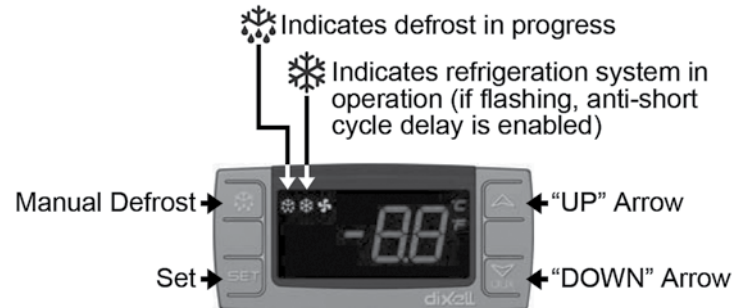 Indicates defrost in progress
Indicates refrigeration system in
operation (if flashing, anti-short
cycle delay is enabled)
Manual Defrost
"UP" Arrow
-8.8
°C
°F
Set
SET
aux
"DOWN" Arrow
dixell